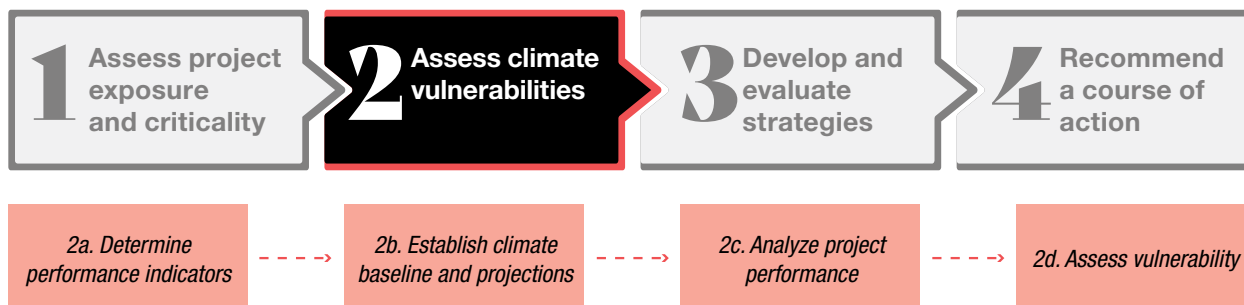 1
Assess project
exposure
and criticality
2
Assess climate
vulnerabilities
3
Develop and
evaluate
strategies
4
Recommend
a course of
action
2a. Determine
performance indicators
2b. Establish climate
baseline and projections
2c. Analyze project
performance
2d. Assess vulnerability